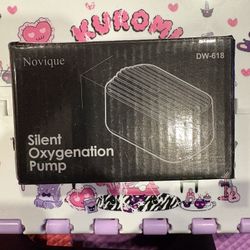 KUROMI
Novique
DW-618
Silent
Oxygenation
Pump